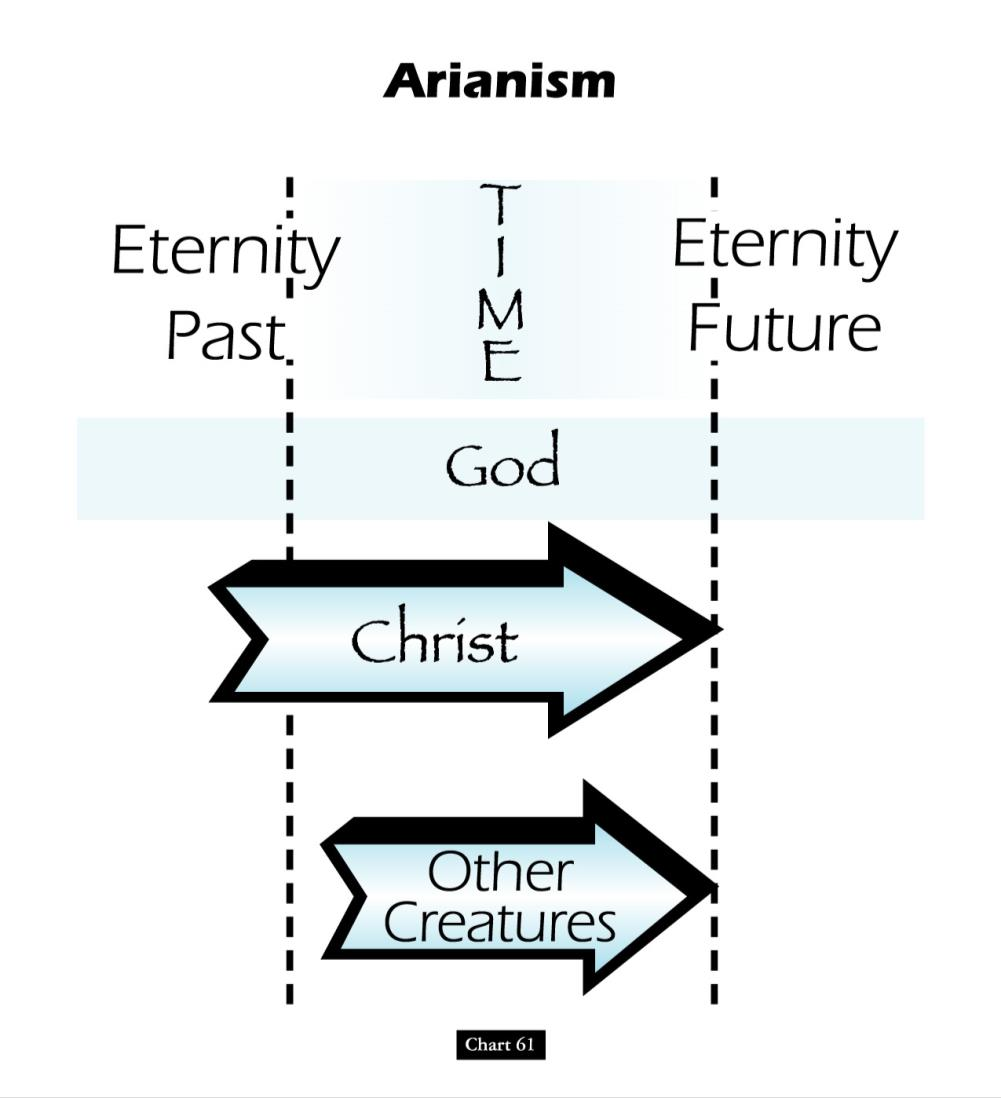 Arianism
Eternity
Past
T
I
M
E
Eternity
Future
God
Christ
Other
Creatures
Chart 61